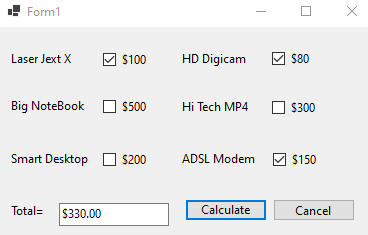 Form1
Laser Jext X $100 HD Digicam $80
Big NoteBook $500 Hi Tech MP4 $300
Smart Desktop $200 ADSL Modem $150
Total= $330.00 Calculate Cancel